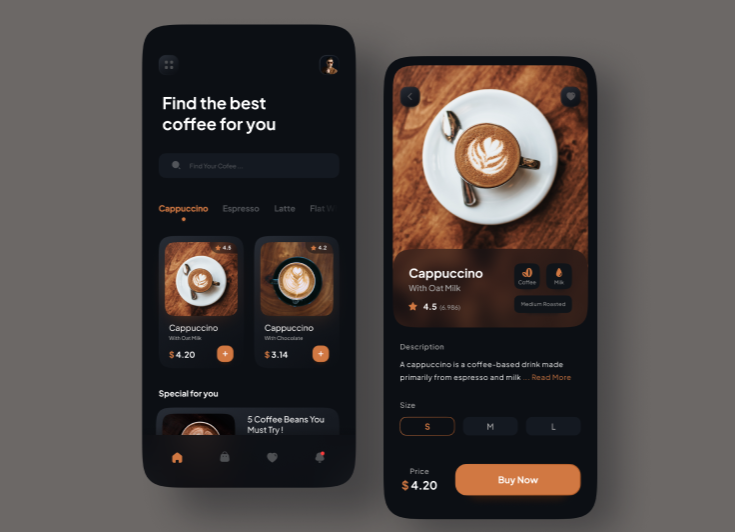 Find the best
coffee for you
Find Your Coffee ...
Cappuccino Espresso Latte Flat
4.5
4.2
Cappuccino
With Oat Milk
$ 4.20
Cappuccino
With Chocolate
$ 3.14
Special for you
5 Coffee Beans You
Must Try !
Cappuccino
With Oat Milk
4.5 (6.986)
Coffee
Milk
Medium Roasted
Description
A cappuccino is a coffee-based drink made
primarily from espresso and milk ... Read More
Size
S M L
Price
$ 4.20
Buy Now